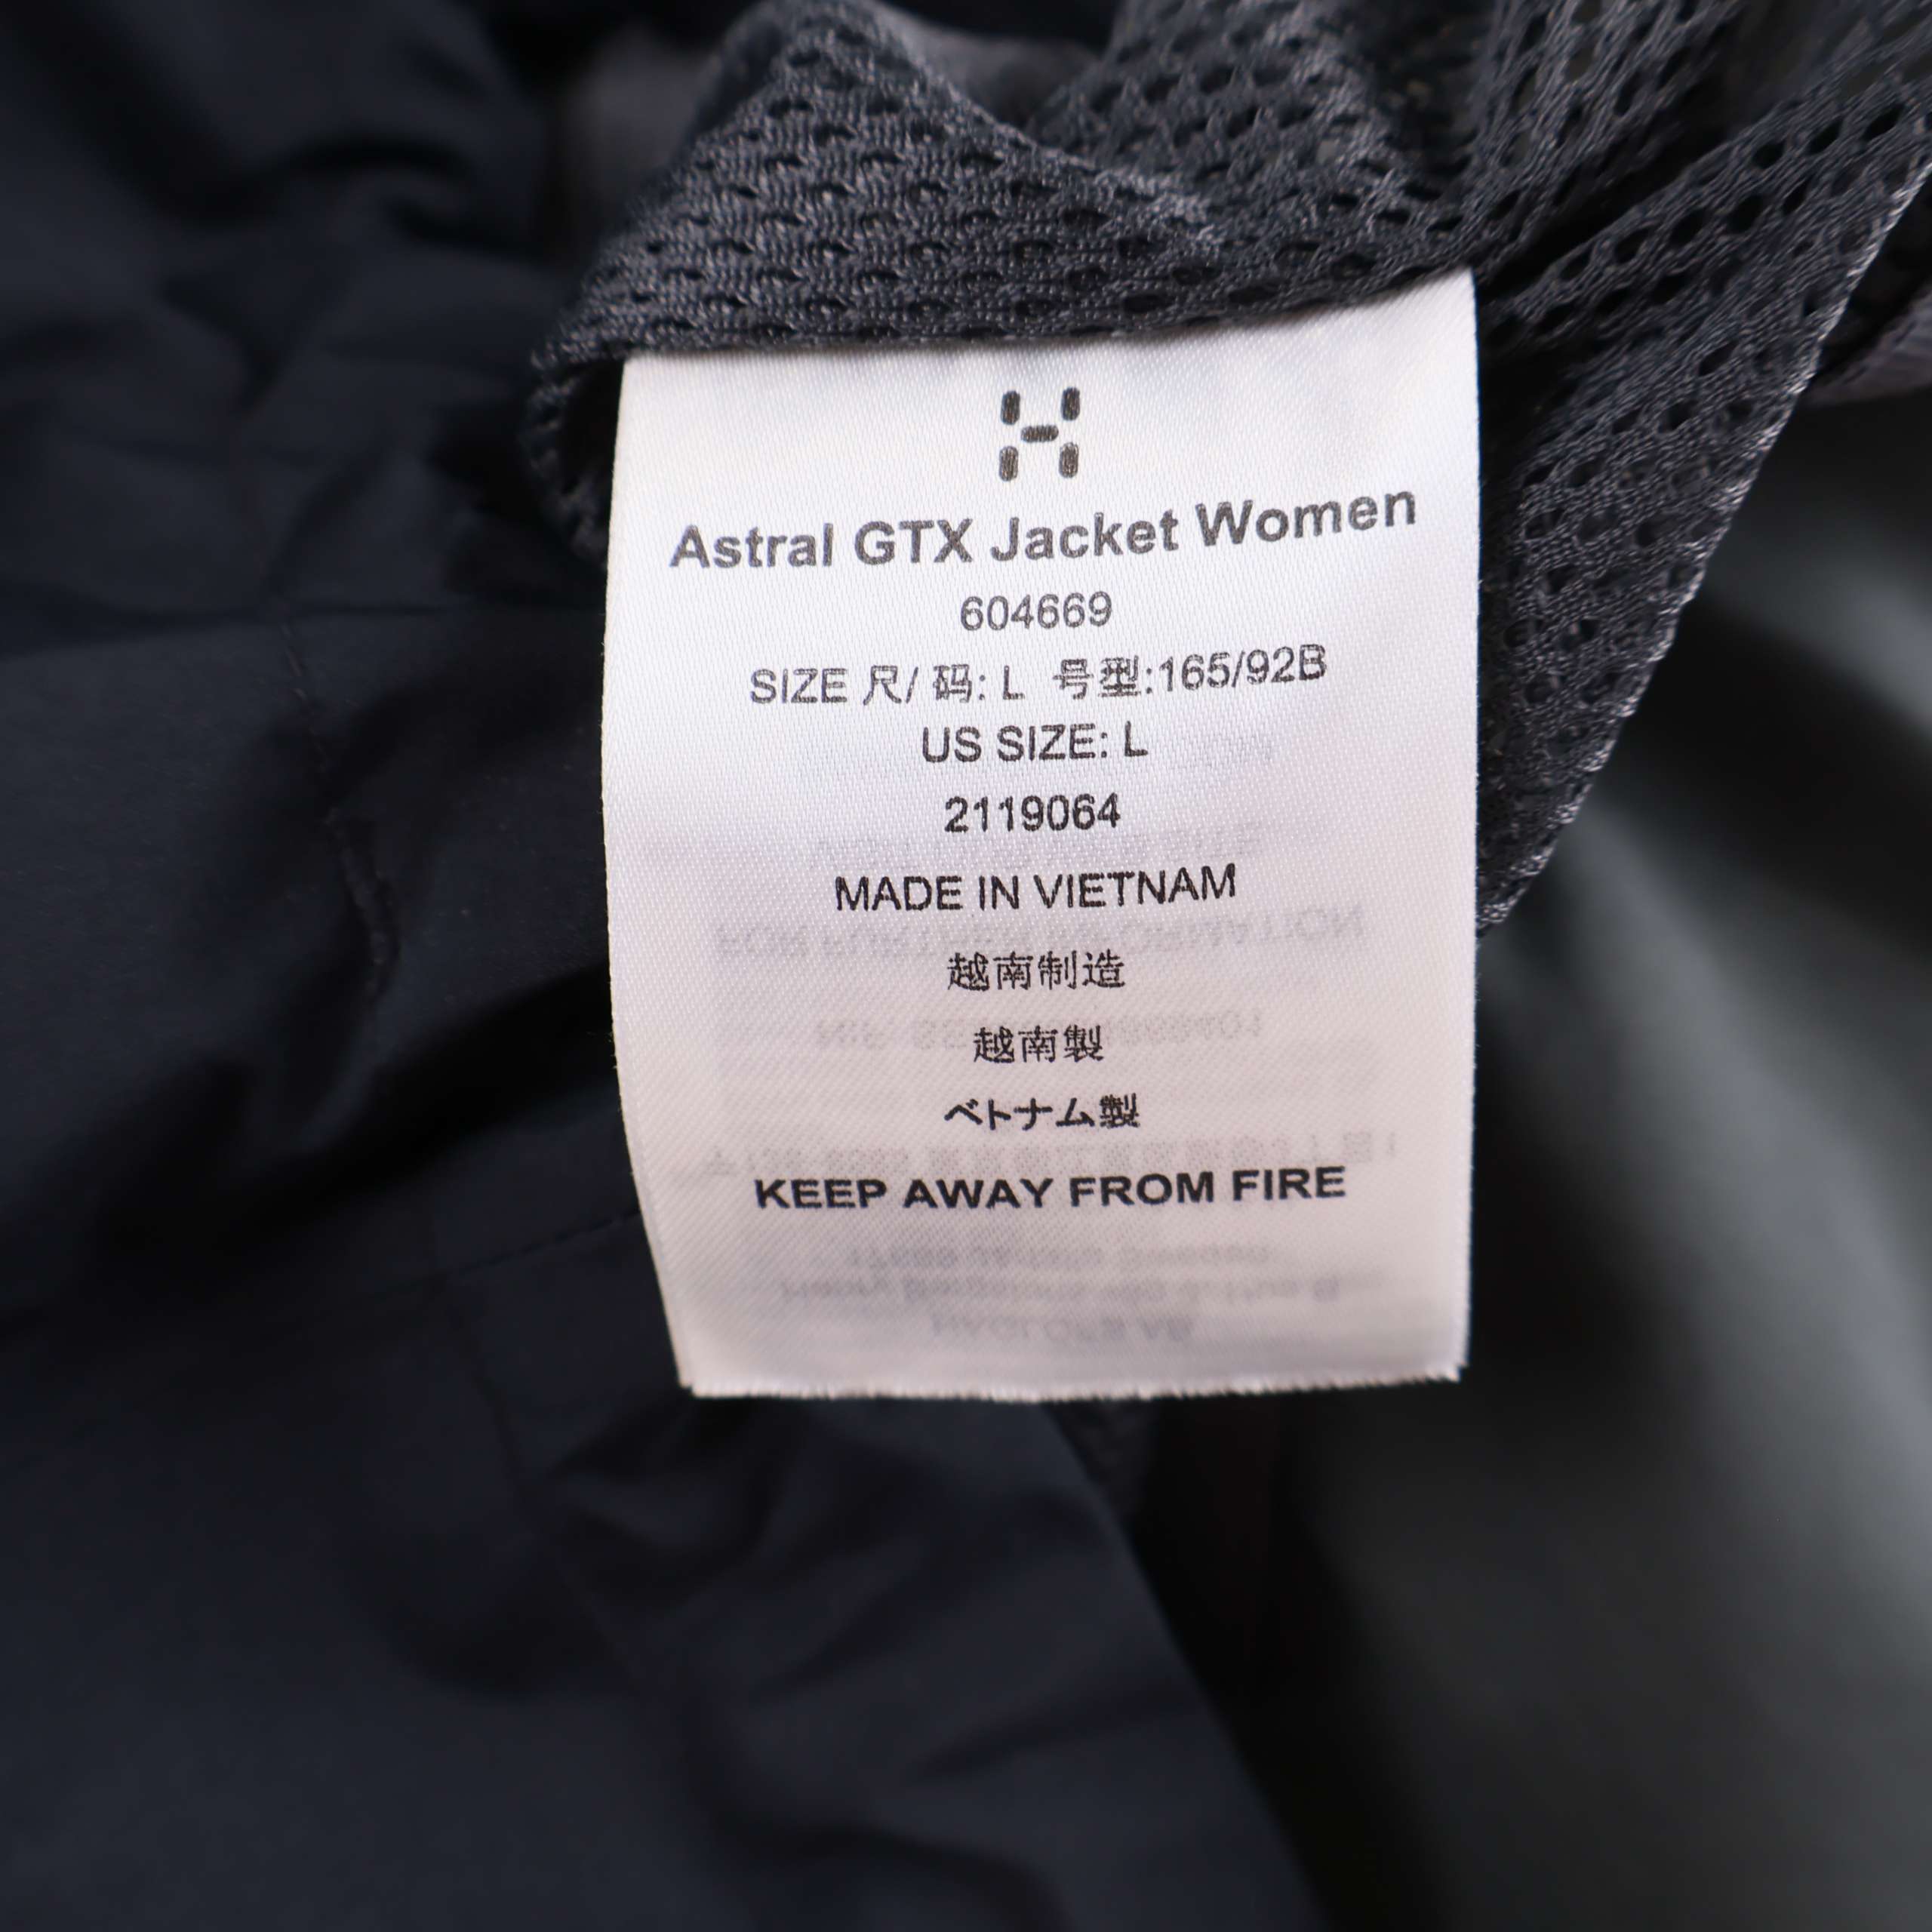 Astral GTX Jacket Women
604669
SIZE 尺/ 码: L 号型:165/92B
US SIZE: L
2119064
MADE IN VIETNAM
越南制造
越南製
ベトナム製
KEEP AWAY FROM FIRE